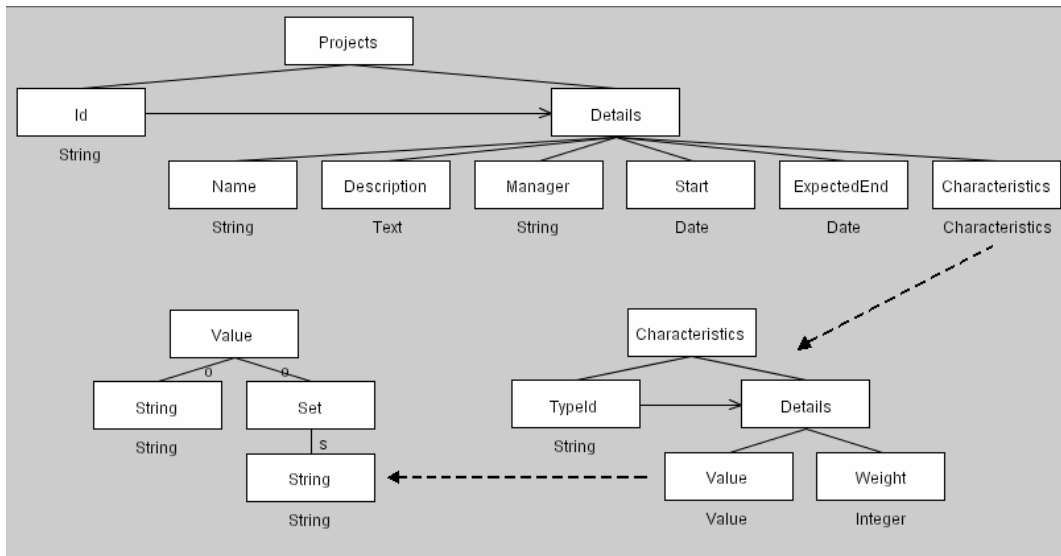 Projects
Id
Details
String
Name
Description
Manager
Start
ExpectedEnd
Characteristics
String
Text
String
Date
Date
Characteristics
Value
Characteristics
o
o
String
Set
TypeId
Details
String
String
s
String
Value
Weight
String
Value
Integer